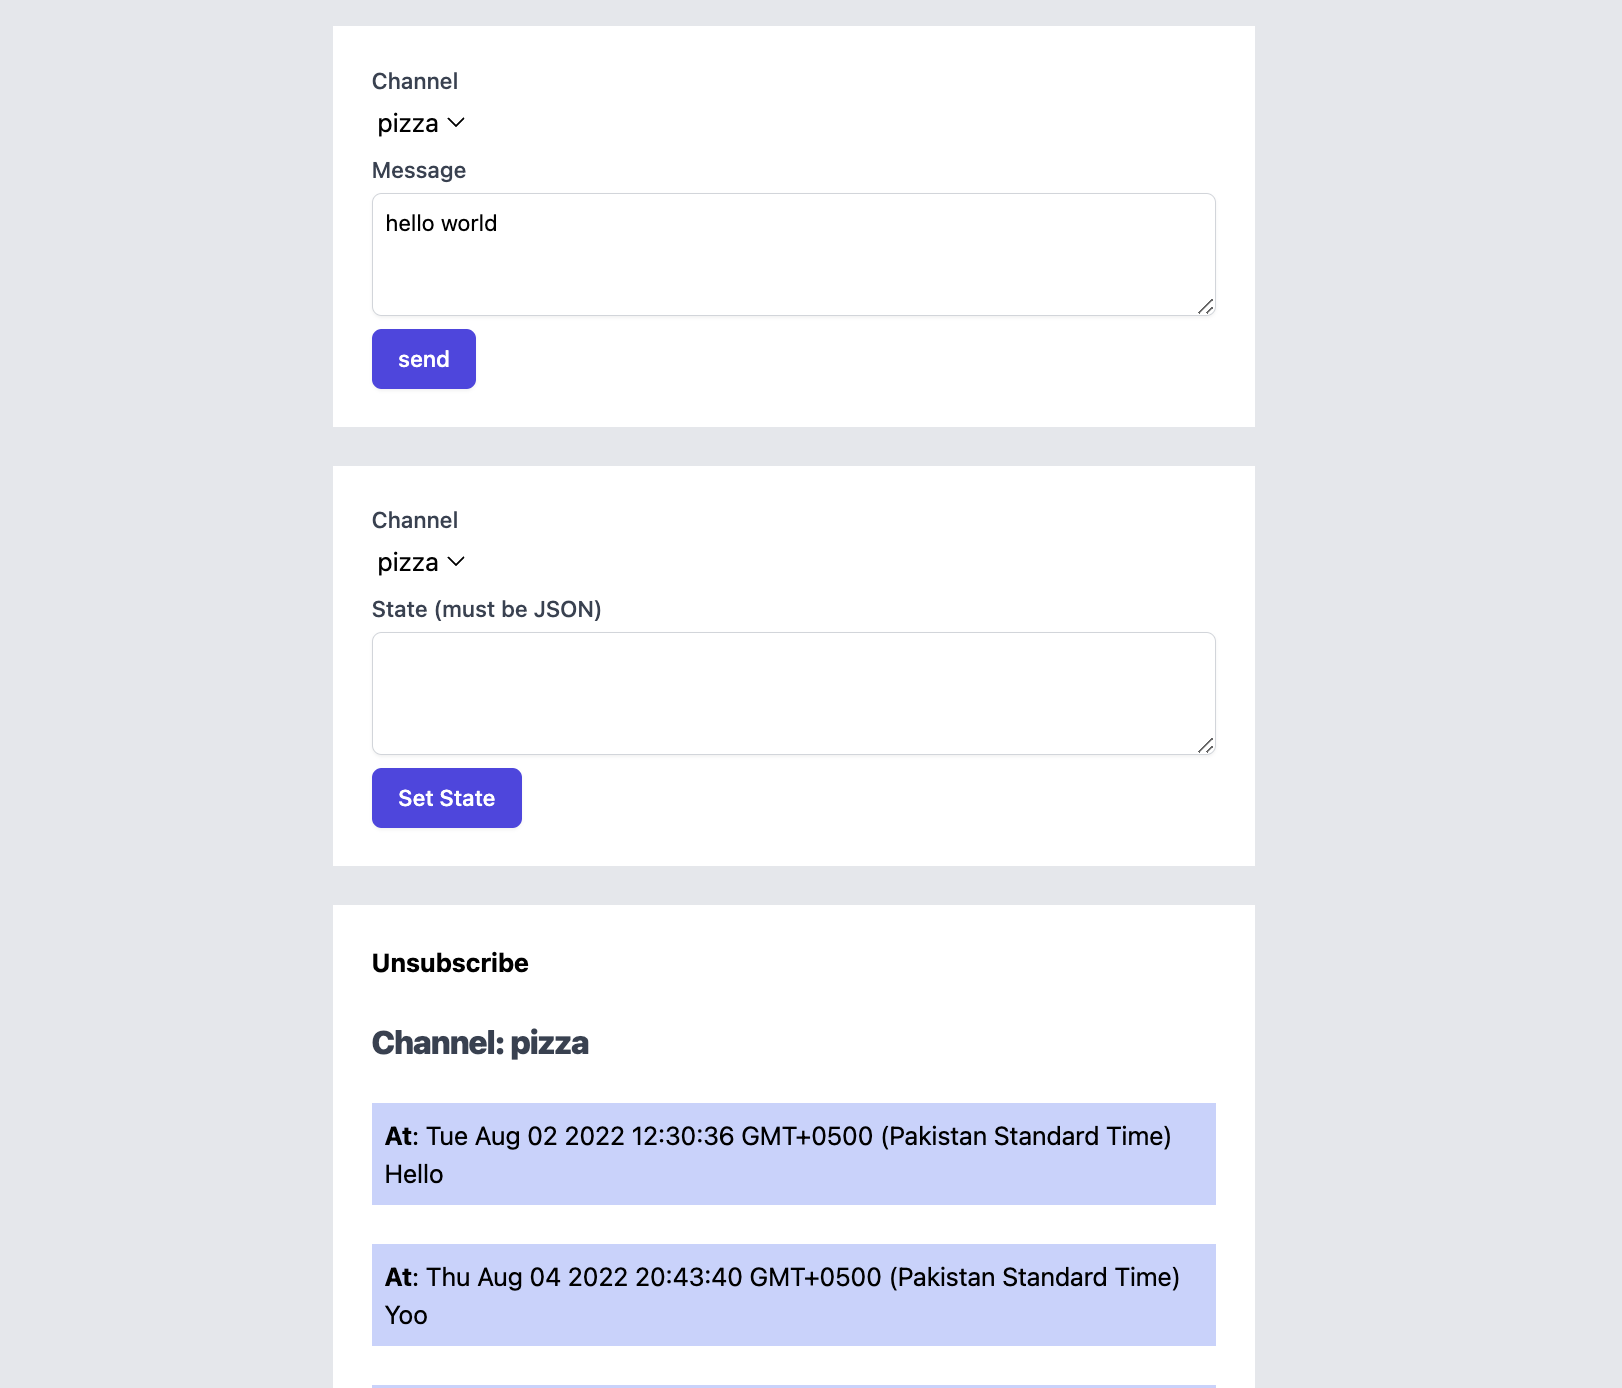 Channel
pizza
Message
hello world
send
Channel
pizza
State (must be JSON)
Set State
Unsubscribe
Channel: pizza
At: Tue Aug 02 2022 12:30:36 GMT+0500 (Pakistan Standard Time)
Hello
At: Thu Aug 04 2022 20:43:40 GMT+0500 (Pakistan Standard Time)
Yoo